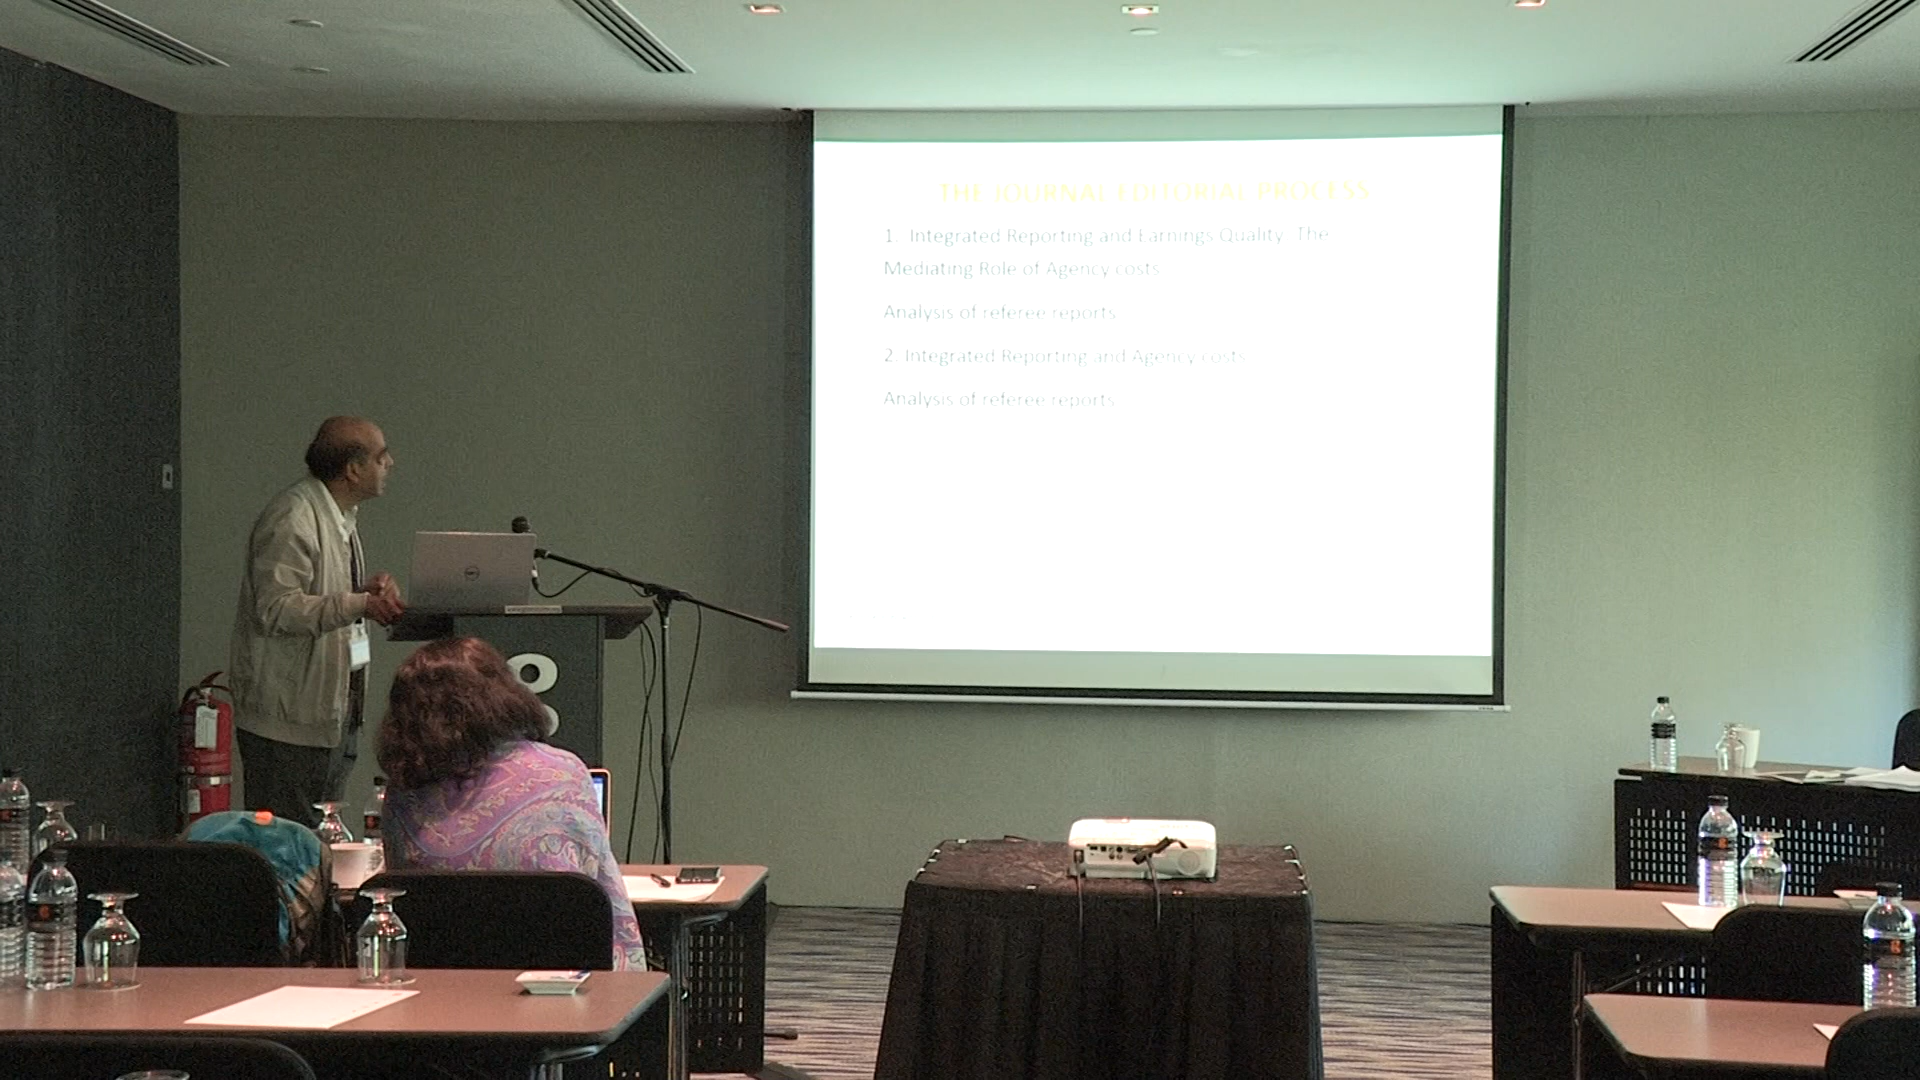 THE JOURNAL EDITORIAL PROCESS
1. Integrated Reporting and Earnings Quality: The
Mediating Role of Agency costs
Analysis of referee reports
2. Integrated Reporting and Agency costs
Analysis of referee reports